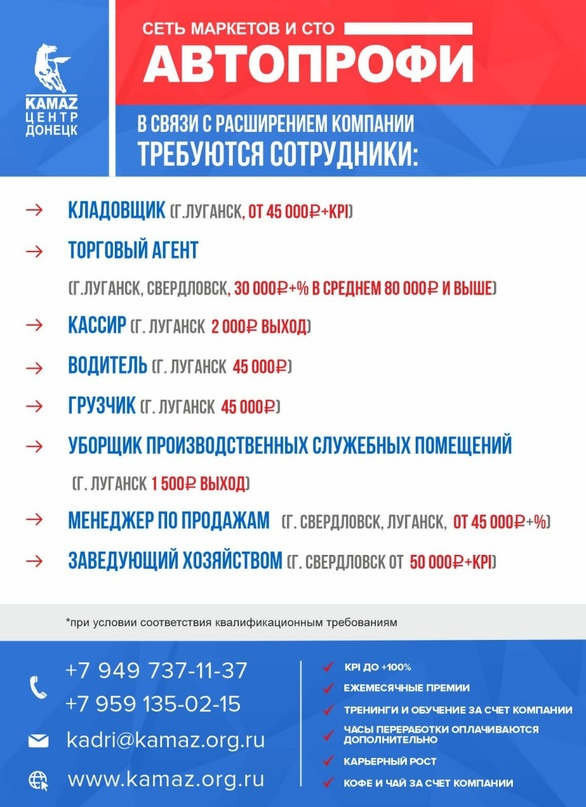 KAMAZ
ЦЕНТР
ДОНЕЦК
СЕТЬ МАРКЕТОВ И СТО
АВТОПРОФИ
В СВЯЗИ С РАСШИРЕНИЕМ КОМПАНИИ
ТРЕБУЮТСЯ СОТРУДНИКИ:
КЛАДОВЩИК (Г.ЛУГАНСК, ОТ 45 000₽+KPI)
ТОРГОВЫЙ АГЕНТ
(Г.ЛУГАНСК, СВЕРДЛОВСК, 30 000₽+% В СРЕДНЕМ 80 000₽ И ВЫШЕ)
КАССИР (Г. ЛУГАНСК 2 000₽ ВЫХОД)
ВОДИТЕЛЬ (Г. ЛУГАНСК 45 000₽)
ГРУЗЧИК (Г. ЛУГАНСК 45 000₽)
УБОРЩИК ПРОИЗВОДСТВЕННЫХ СЛУЖЕБНЫХ ПОМЕЩЕНИЙ
(Г. ЛУГАНСК 1 500₽ ВЫХОД)
МЕНЕДЖЕР ПО ПРОДАЖАМ (Г. СВЕРДЛОВСК, ЛУГАНСК, ОТ 45 000₽+%)
ЗАВЕДУЮЩИЙ ХОЗЯЙСТВОМ (Г. СВЕРДЛОВСК ОТ 50 000₽+KPI)
*при условии соответствия квалификационным требованиям
+7 949 737-11-37
+7 959 135-02-15
kadri@kamaz.org.ru
www.kamaz.org.ru
KPI ДО +100%
ЕЖЕМЕСЯЧНЫЕ ПРЕМИИ
ТРЕНИНГИ И ОБУЧЕНИЕ ЗА СЧЕТ КОМПАНИИ
ЧАСЫ ПЕРЕРАБОТКИ ОПЛАЧИВАЮТСЯ
ДОПОЛНИТЕЛЬНО
КАРЬЕРНЫЙ РОСТ
КОФЕ И ЧАЙ ЗА СЧЕТ КОМПАНИИ